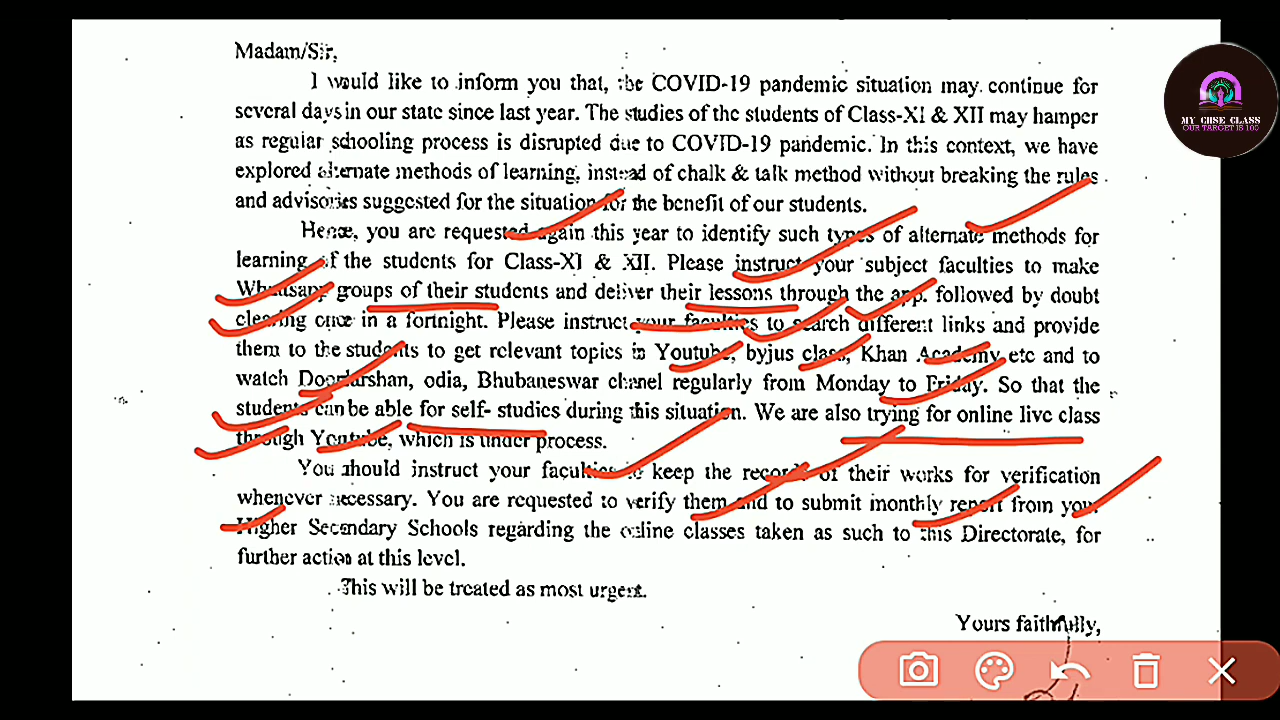 Madam/Sir,
I would like to inform you that, the COVID-19 pandemic situation may continue for
several days in our state since last year. The studies of the students of Class-XI & XII may hamper
as regular schooling process is disrupted due to COVID-19 pandemic. In this context, we have
explored alternate methods of learning, instead of chalk & talk method without breaking the rules
and advisories suggested for the situation for the benefit of our students.
Hence, you are requested again this year to identify such types of alternate methods for
learning of the students for Class-XI & XII. Please instruct your subject faculties to make
Whatsapp groups of their students and deliver their lessons through the app. followed by doubt
clearing once in a fortnight. Please instruct your faculties to search different links and provide
them to the students to get relevant topics in Youtube, byjus class, Khan Academy etc and to
watch Doordarshan, odia, Bhubaneswar chanel regularly from Monday to Friday. So that the
students can be able for self- studies during this situation. We are also trying for online live class
through Youtube, which is under process.
You should instruct your faculties to keep the records of their works for verification
whenever necessary. You are requested to verify them and to submit monthly report from your
Higher Secondary Schools regarding the online classes taken as such to this Directorate, for
further action at this level.
This will be treated as most urgent.
Yours faithfully,
MY CHSE CLASS
OUR TARGET IS 100